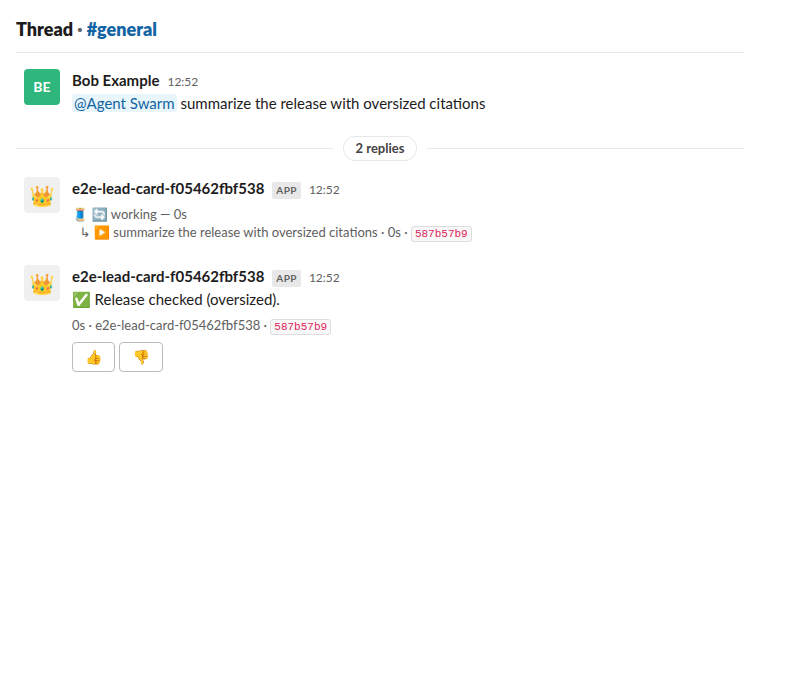 Thread • #general
BE
Bob Example 12:52
@Agent Swarm summarize the release with oversized citations
2 replies
e2e-lead-card-f05462fbf538 APP 12:52
🧵 🔄 working — 0s
↳ ▶️ summarize the release with oversized citations · 0s · 587b57b9
e2e-lead-card-f05462fbf538 APP 12:52
✅ Release checked (oversized).
0s · e2e-lead-card-f05462fbf538 · 587b57b9
👍 👎